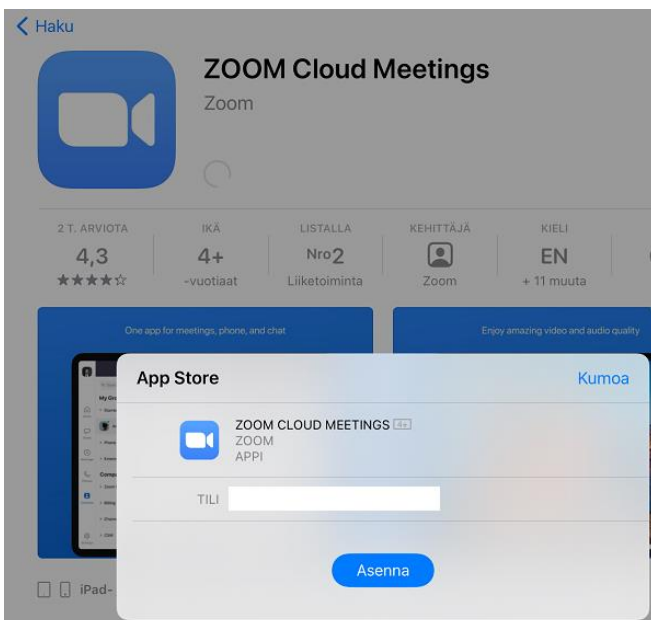 Haku
ZOOM Cloud Meetings
Zoom
2 T. ARVIOTA
4,3
★★★★☆
IKÄ
4+
-vuotiaat
LISTALLA
Nro2
Liiketoiminta
KEHITTÄJÄ
Zoom
KIELI
EN
+ 11 muuta
One app for meetings, phone, and chat
Enjoy amazing video and audio quality
App Store
Kumoa
ZOOM CLOUD MEETINGS 4+
ZOOM
APPI
TILI
Asenna
iPad-